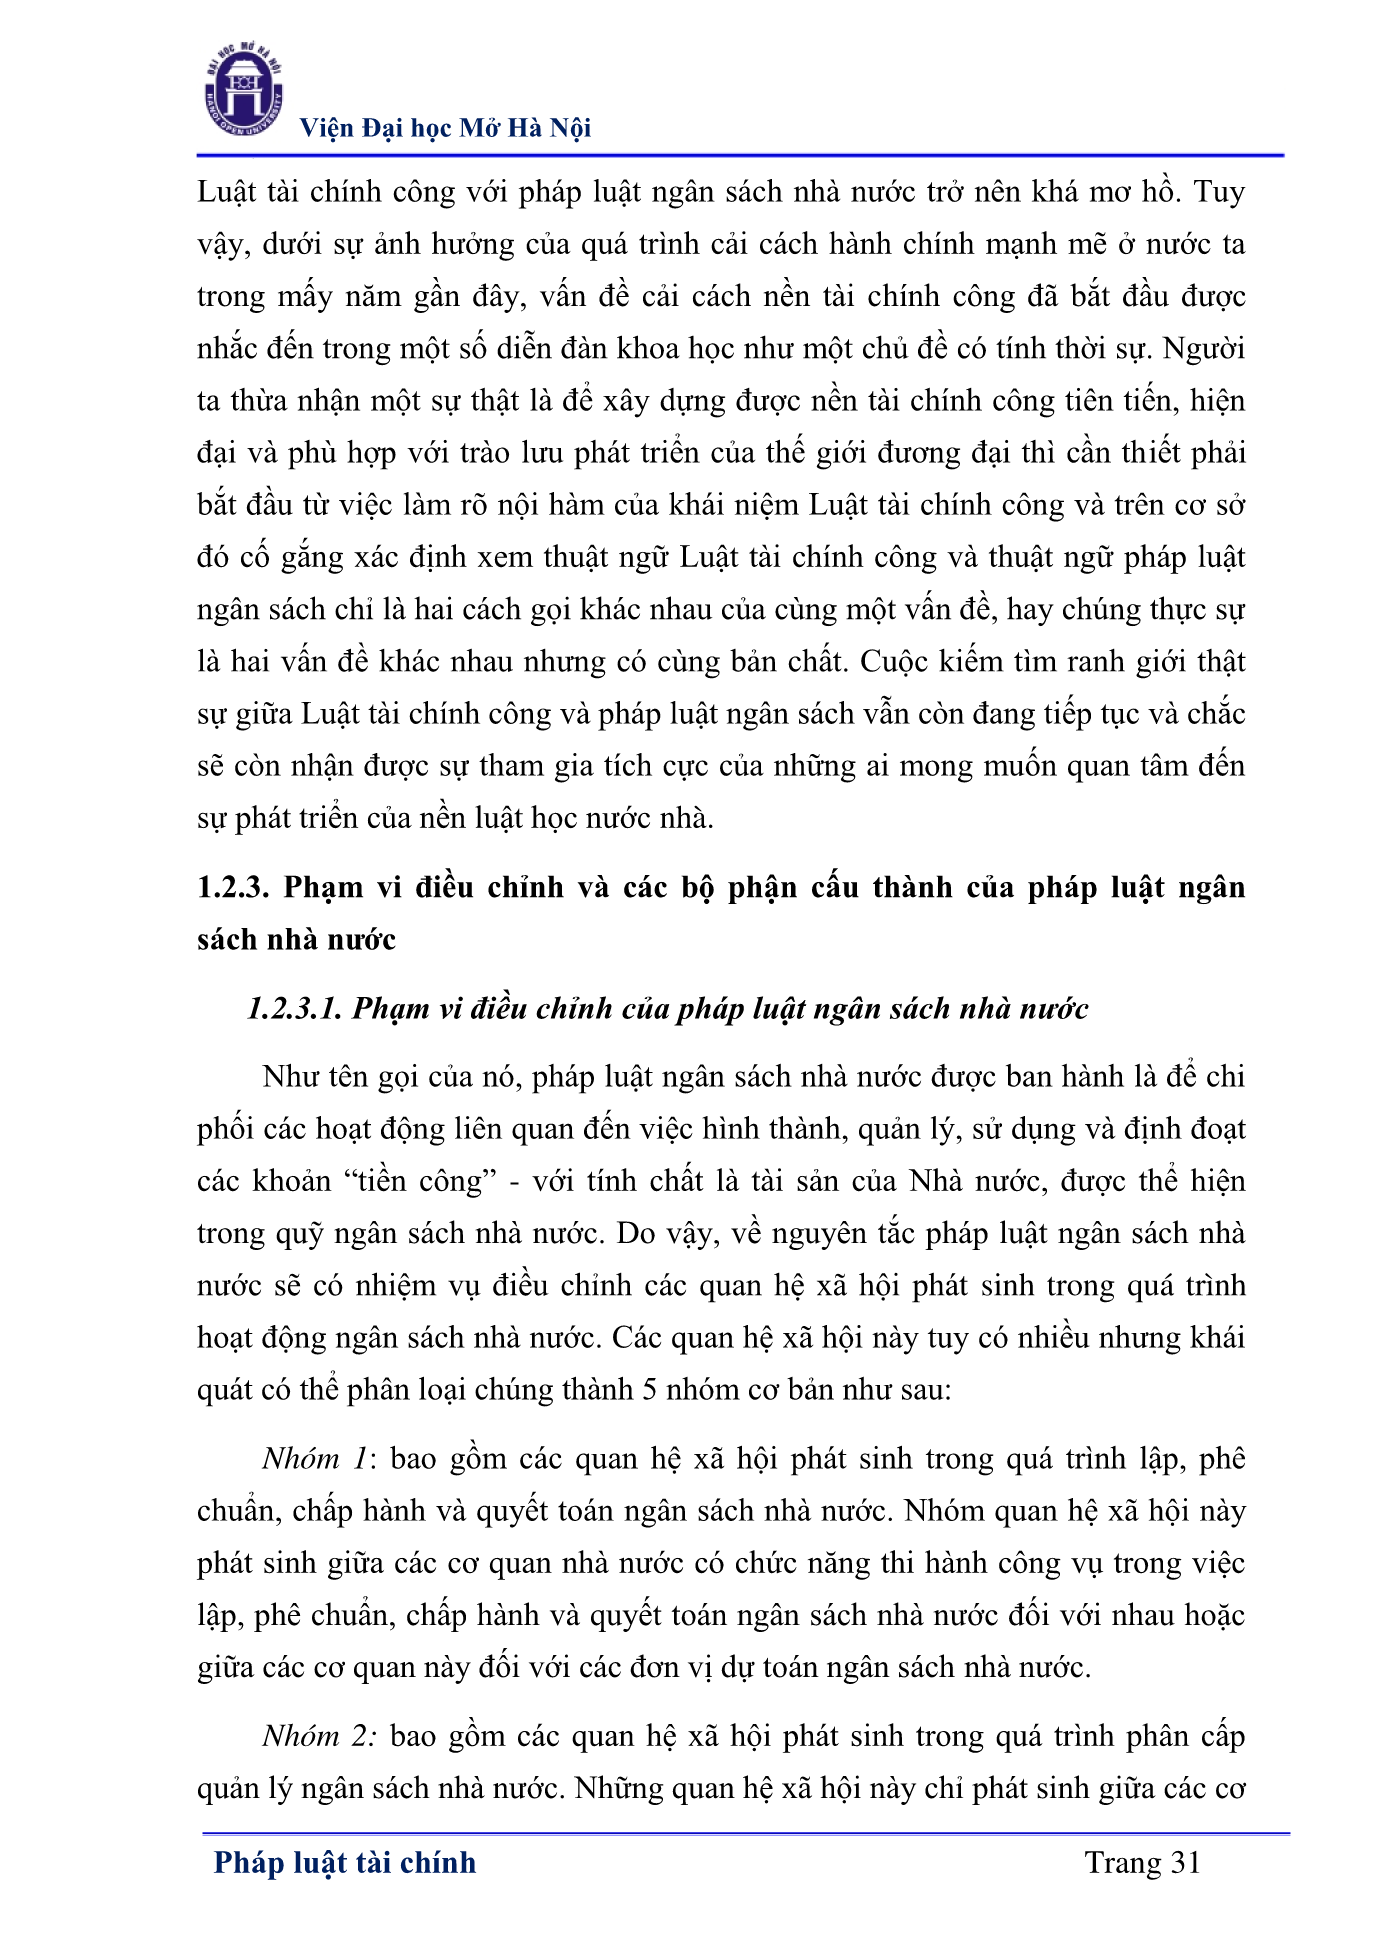 ĐẠI HỌC MỞ HÀ NỘI
HANOI OPEN UNIVERSITY
Viện Đại học Mở Hà Nội
Luật tài chính công với pháp luật ngân sách nhà nước trở nên khá mơ hồ. Tuy
vậy, dưới sự ảnh hưởng của quá trình cải cách hành chính mạnh mẽ ở nước ta
trong mấy năm gần đây, vấn đề cải cách nền tài chính công đã bắt đầu được
nhắc đến trong một số diễn đàn khoa học như một chủ đề có tính thời sự. Người
ta thừa nhận một sự thật là để xây dựng được nền tài chính công tiên tiến, hiện
đại và phù hợp với trào lưu phát triển của thế giới đương đại thì cần thiết phải
bắt đầu từ việc làm rõ nội hàm của khái niệm Luật tài chính công và trên cơ sở
đó cố gắng xác định xem thuật ngữ Luật tài chính công và thuật ngữ pháp luật
ngân sách chỉ là hai cách gọi khác nhau của cùng một vấn đề, hay chúng thực sự
là hai vấn đề khác nhau nhưng có cùng bản chất. Cuộc kiếm tìm ranh giới thật
sự giữa Luật tài chính công và pháp luật ngân sách vẫn còn đang tiếp tục và chắc
sẽ còn nhận được sự tham gia tích cực của những ai mong muốn quan tâm đến
sự phát triển của nền luật học nước nhà.
1.2.3. Phạm vi điều chỉnh và các bộ phận cấu thành của pháp luật ngân
sách nhà nước
1.2.3.1. Phạm vi điều chỉnh của pháp luật ngân sách nhà nước
Như tên gọi của nó, pháp luật ngân sách nhà nước được ban hành là để chi
phối các hoạt động liên quan đến việc hình thành, quản lý, sử dụng và định đoạt
các khoản “tiền công” - với tính chất là tài sản của Nhà nước, được thể hiện
trong quỹ ngân sách nhà nước. Do vậy, về nguyên tắc pháp luật ngân sách nhà
nước sẽ có nhiệm vụ điều chỉnh các quan hệ xã hội phát sinh trong quá trình
hoạt động ngân sách nhà nước. Các quan hệ xã hội này tuy có nhiều nhưng khái
quát có thể phân loại chúng thành 5 nhóm cơ bản như sau:
Nhóm 1: bao gồm các quan hệ xã hội phát sinh trong quá trình lập, phê
chuẩn, chấp hành và quyết toán ngân sách nhà nước. Nhóm quan hệ xã hội này
phát sinh giữa các cơ quan nhà nước có chức năng thi hành công vụ trong việc
lập, phê chuẩn, chấp hành và quyết toán ngân sách nhà nước đối với nhau hoặc
giữa các cơ quan này đối với các đơn vị dự toán ngân sách nhà nước.
Nhóm 2: bao gồm các quan hệ xã hội phát sinh trong quá trình phân cấp
quản lý ngân sách nhà nước. Những quan hệ xã hội này chỉ phát sinh giữa các cơ
Pháp luật tài chính
Trang 31